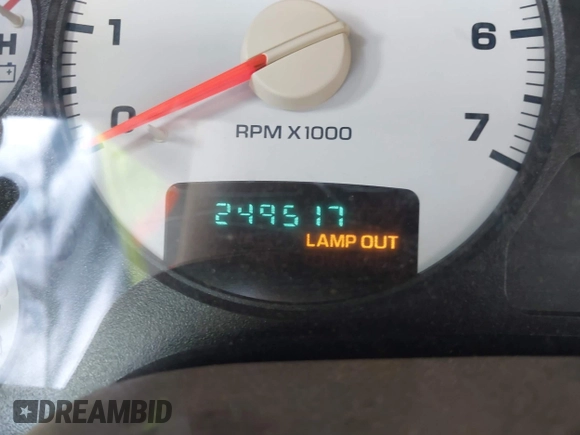 H
1
6
0
7
RPM X1000
249517
LAMP OUT
DREAMBID